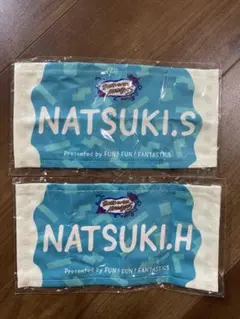 NATSUKI.S
Presented by FUN! FUN! FANTASTICS
NATSUKI.H
Presented by FUN! FUN! FANTASTICS